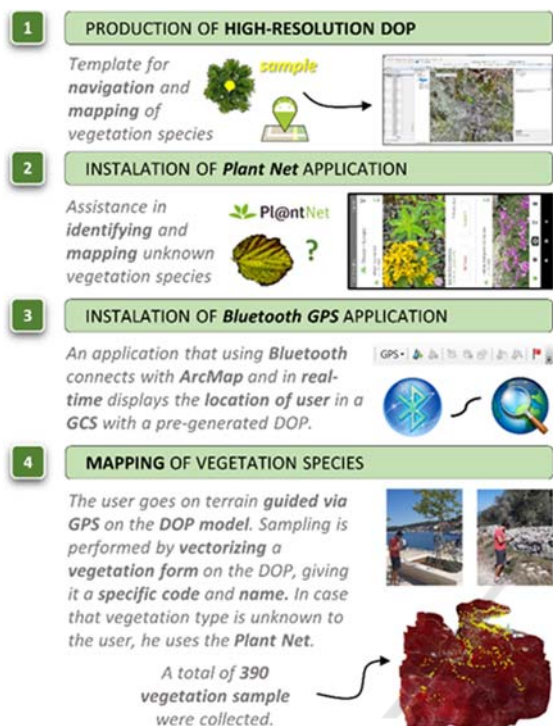 1
PRODUCTION OF HIGH-RESOLUTION DOP
Template for
navigation and
mapping of
vegetation species
sample
2
INSTALATION OF Plant Net APPLICATION
Assistance in
identifying and
mapping unknown
vegetation species
Pl@ntNet
?
3
INSTALATION OF Bluetooth GPS APPLICATION
An application that using Bluetooth
connects with ArcMap and in real-
time displays the location of user in a
GCS with a pre-generated DOP.
GPS
4
MAPPING OF VEGETATION SPECIES
The user goes on terrain guided via
GPS on the DOP model. Sampling is
performed by vectorizing a
vegetation form on the DOP, giving
it a specific code and name. In case
that vegetation type is unknown to
the user, he uses the Plant Net.
A total of 390
vegetation sample
were collected.